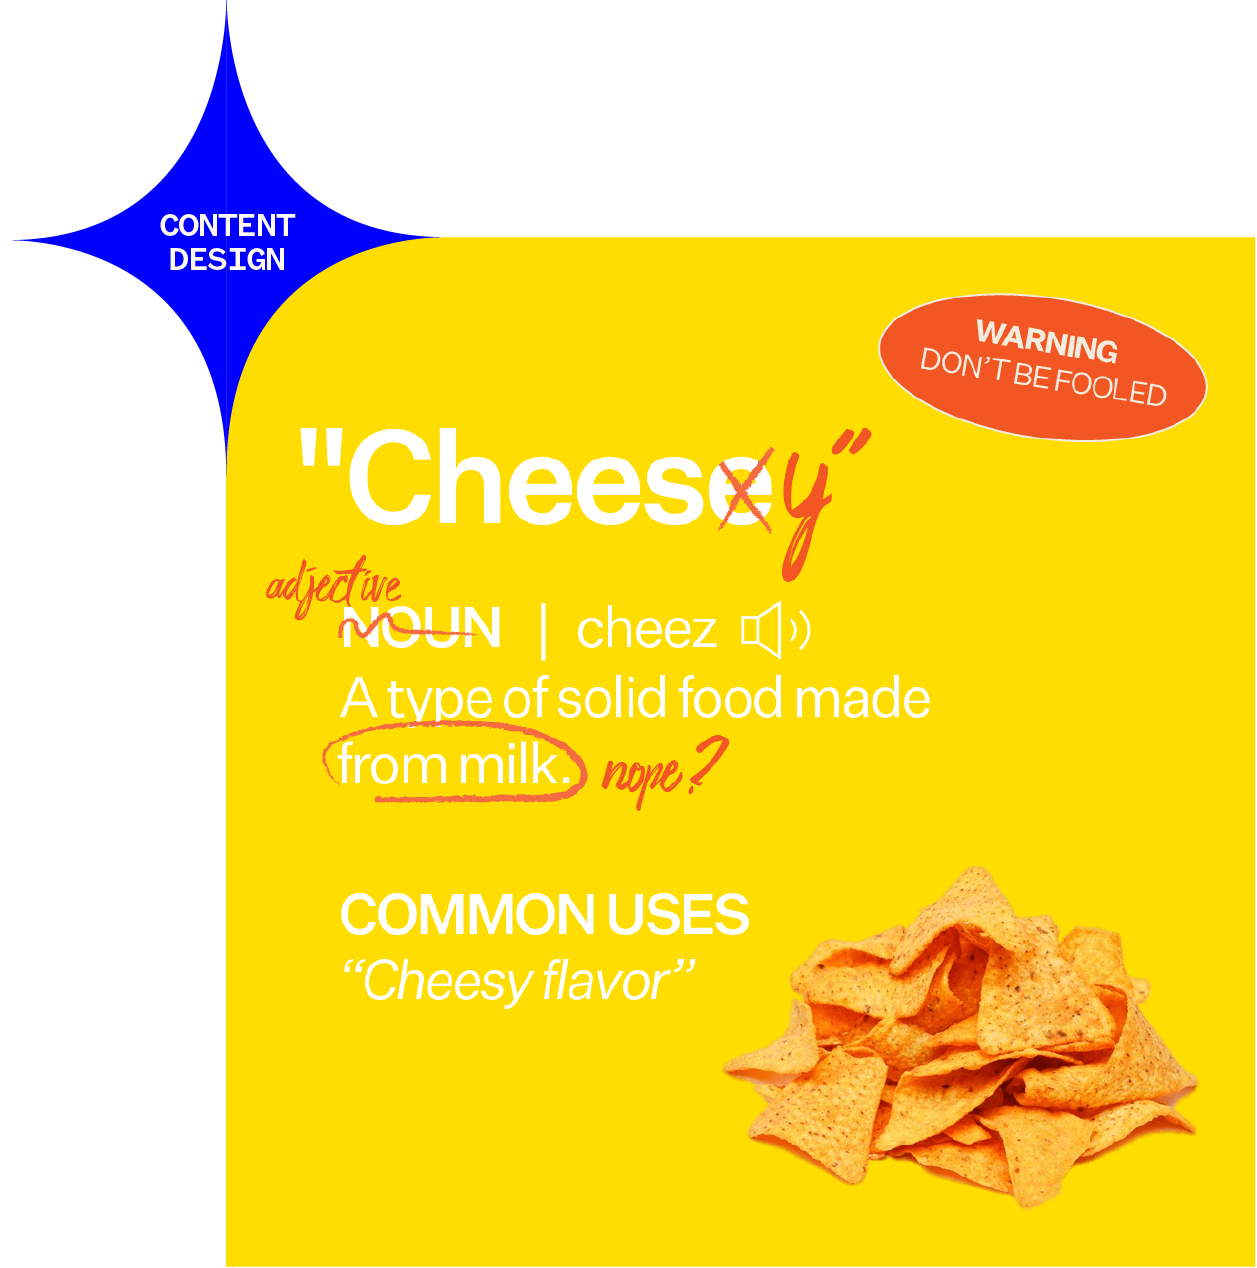 CONTENT
DESIGN
WARNING
DON'T BE FOOLED
"Cheese y”
adjective
NOUN | cheez
A type of solid food made
from milk. nope?
COMMON USES
“Cheesy flavor”